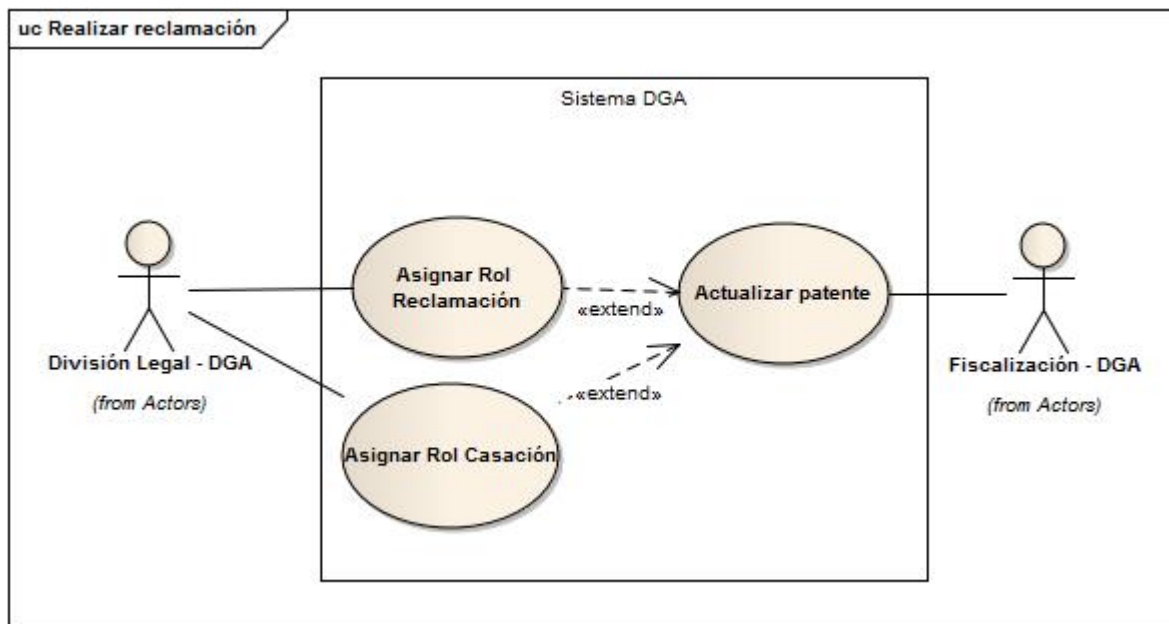 uc Realizar reclamación
Sistema DGA
Asignar Rol
Reclamación
«extend»
Actualizar patente
División Legal - DGA
(from Actors)
Fiscalización - DGA
(from Actors)
«extend»
Asignar Rol Casación